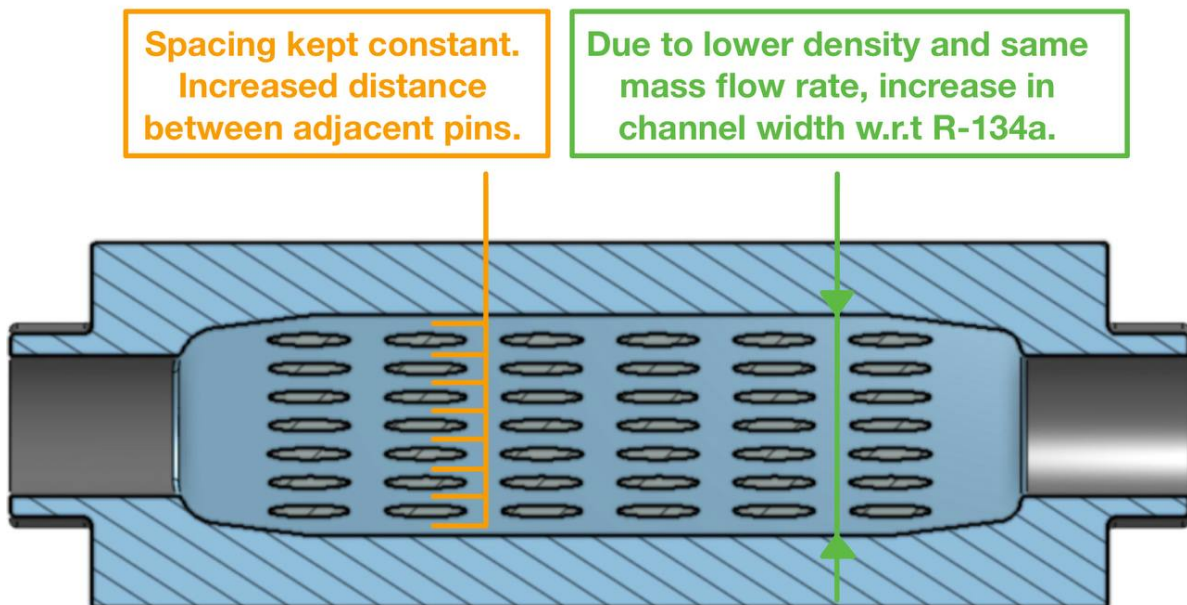 Spacing kept constant.
Increased distance
between adjacent pins.
Due to lower density and same
mass flow rate, increase in
channel width w.r.t R-134a.